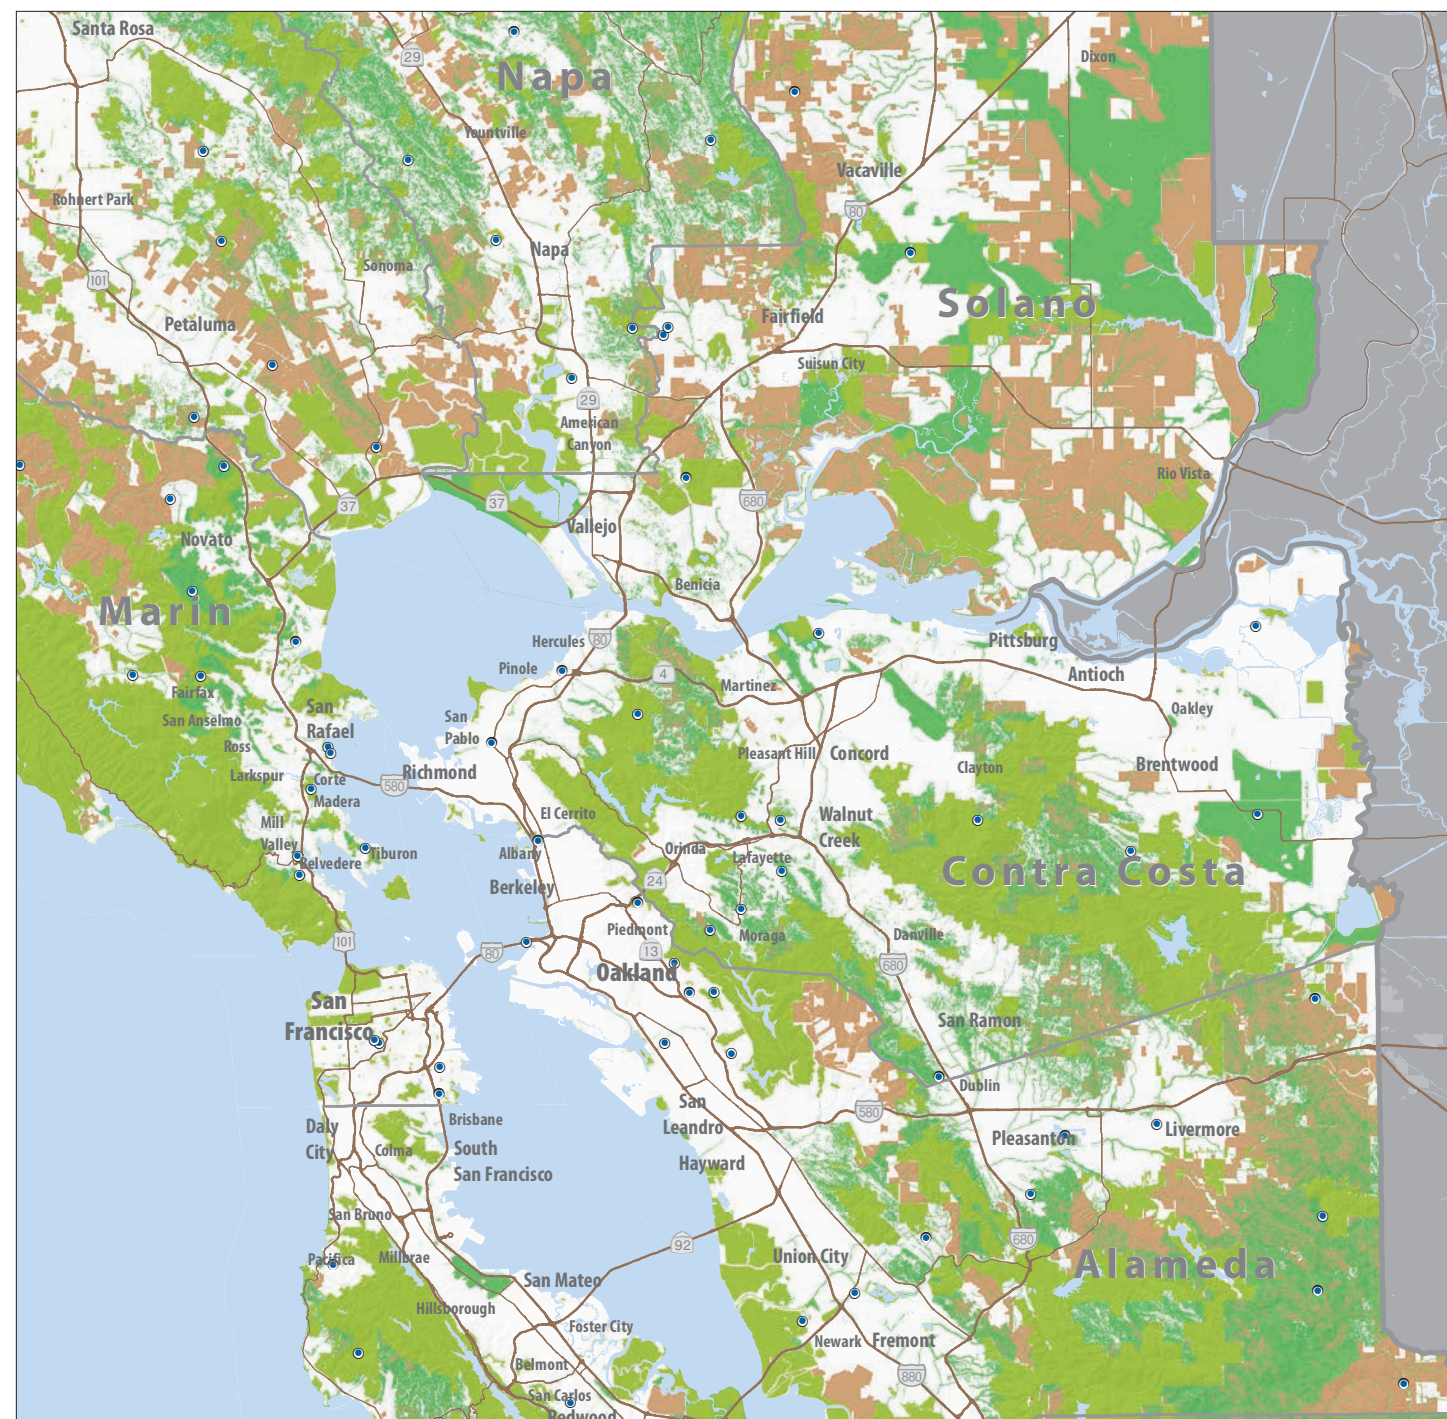 Santa Rosa
29
Napa
Dixon
Yountville
Vacaville
Rohnert Park
80
Napa
Sonoma
101
Solano
Petaluma
Fairfield
Suisun City
29
American
Canyon
Rio Vista
37
37
680
Vallejo
Novato
Benicia
Marin
Hercules
80
Pittsburg
Pinole
4
Antioch
Martinez
Fairfax
San
Rafael
San Anselmo
San
Pablo
Oakley
Ross
Pleasant Hill
Concord
Larkspur
Corte
Madera
580
Richmond
Clayton
Brentwood
Mill
Valley
El Cerrito
Walnut
Creek
Albany
Orinda
Lafayette
Tiburon
Belvedere
Contra Costa
Berkeley
24
Piedmont
Moraga
Danville
101
80
13
Oakland
680
San
Francisco
San Ramon
Dublin
San
Leandro
580
Brisbane
Daly
City
Colma
South
San Francisco
Pleasanton
Livermore
Hayward
San Bruno
92
680
Pacifica
Millbrae
Union City
Alameda
San Mateo
Hillsborough
Foster City
Newark
Fremont
Belmont
880
San Carlos
Redwood